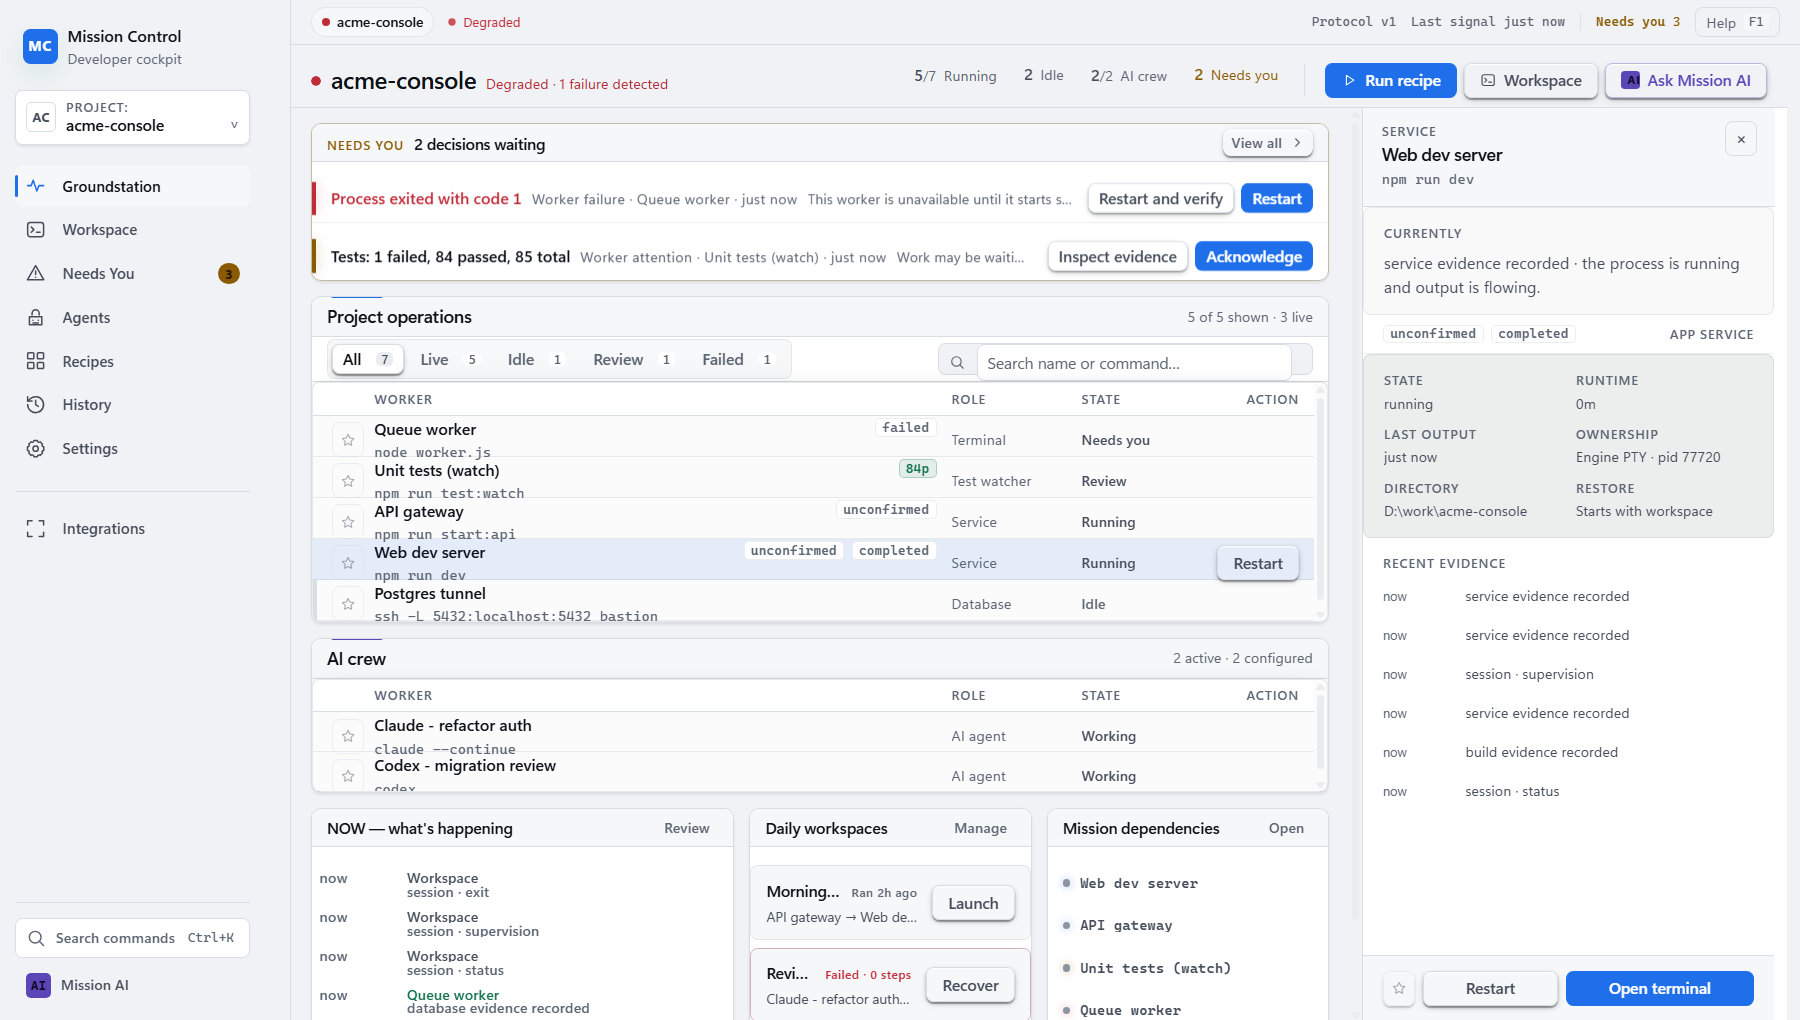 MC
Mission Control
Developer cockpit
AC
PROJECT:
acme-console
v
Groundstation
Workspace
Needs You 3
Agents
Recipes
History
Settings
Integrations
Search commands Ctrl+K
AI Mission AI
acme-console Degraded
Protocol v1 Last signal just now Needs you 3 Help F1
acme-console Degraded · 1 failure detected
5/7 Running 2 Idle 2/2 AI crew 2 Needs you
Run recipe Workspace AI Ask Mission AI
NEEDS YOU 2 decisions waiting View all
Process exited with code 1 Worker failure · Queue worker · just now This worker is unavailable until it starts s... Restart and verify Restart
Tests: 1 failed, 84 passed, 85 total Worker attention · Unit tests (watch) · just now Work may be waiti... Inspect evidence Acknowledge
Project operations 5 of 5 shown · 3 live
All 7 Live 5 Idle 1 Review 1 Failed 1 Search name or command...
WORKER ROLE STATE ACTION
Queue worker failed Terminal Needs you
node worker.js
Unit tests (watch) 84p Test watcher Review
npm run test:watch
API gateway unconfirmed Service Running
npm run start:api
Web dev server unconfirmed completed Service Running Restart
npm run dev
Postgres tunnel Database Idle
ssh -L 5432:localhost:5432 bastion
AI crew 2 active · 2 configured
WORKER ROLE STATE ACTION
Claude - refactor auth AI agent Working
claude --continue
Codex - migration review AI agent Working
codex
NOW — what's happening Review
now Workspace
session · exit
now Workspace
session · supervision
now Workspace
session · status
now Queue worker
database evidence recorded
Daily workspaces Manage
Morning... Ran 2h ago Launch
API gateway → Web de...
Revi... Failed · 0 steps Recover
Claude - refactor auth...
Mission dependencies Open
Web dev server
API gateway
Unit tests (watch)
Queue worker
SERVICE
Web dev server
npm run dev
×
CURRENTLY
service evidence recorded · the process is running
and output is flowing.
unconfirmed completed APP SERVICE
STATE RUNTIME
running 0m
LAST OUTPUT OWNERSHIP
just now Engine PTY · pid 77720
DIRECTORY RESTORE
D:\work\acme-console Starts with workspace
RECENT EVIDENCE
now service evidence recorded
now service evidence recorded
now session · supervision
now service evidence recorded
now build evidence recorded
now session · status
Restart Open terminal